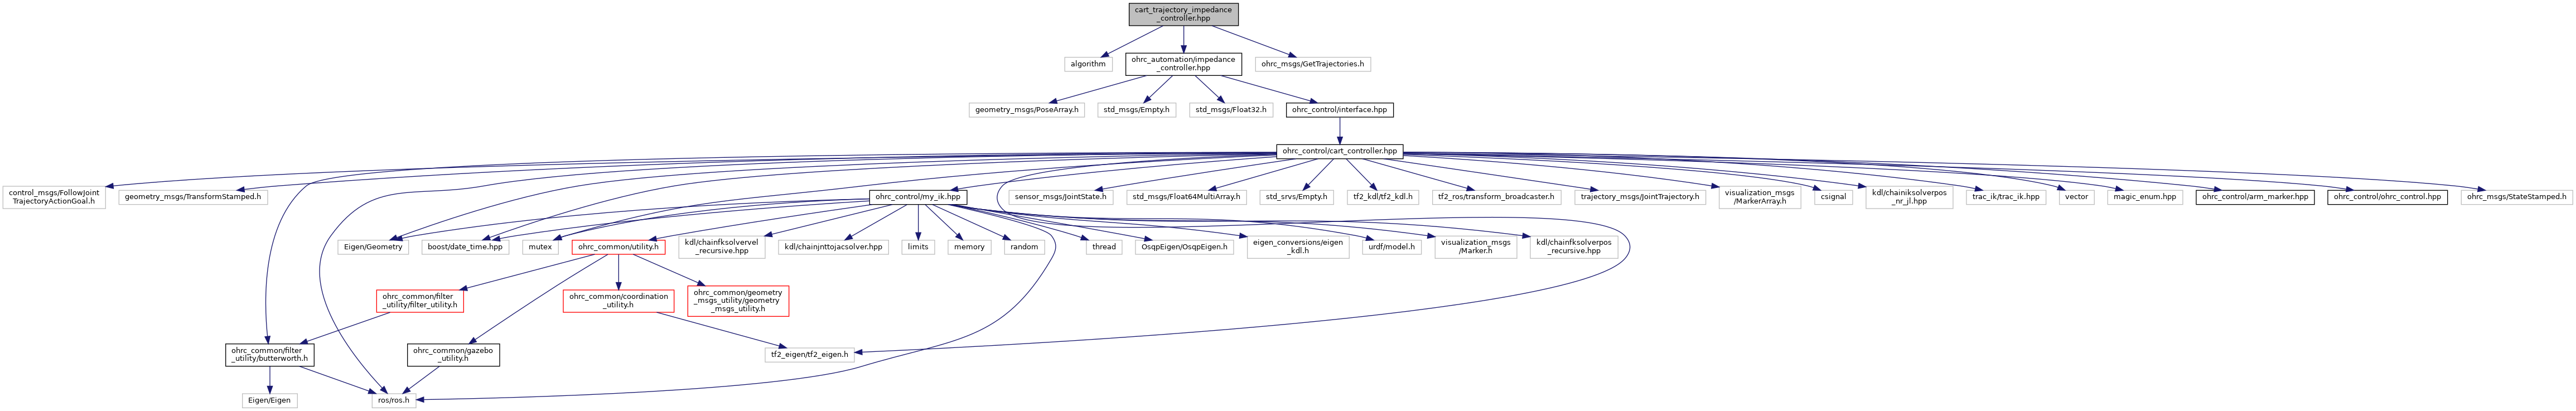 cart_trajectory_impedance
_controller.hpp
algorithm
ohrc_automation/impedance
_controller.hpp
ohrc_msgs/GetTrajectories.h
geometry_msgs/PoseArray.h
std_msgs/Empty.h
std_msgs/Float32.h
ohrc_control/interface.hpp
ohrc_control/cart_controller.hpp
control_msgs/FollowJoint
TrajectoryActionGoal.h
geometry_msgs/TransformStamped.h
ohrc_control/my_ik.hpp
sensor_msgs/JointState.h
std_msgs/Float64MultiArray.h
std_srvs/Empty.h
tf2_kdl/tf2_kdl.h
tf2_ros/transform_broadcaster.h
trajectory_msgs/JointTrajectory.h
visualization_msgs
/MarkerArray.h
csignal
kdl/chainiksolverpos
_nr_jl.hpp
trac_ik/trac_ik.hpp
vector
magic_enum.hpp
ohrc_control/arm_marker.hpp
ohrc_control/ohrc_control.hpp
ohrc_msgs/StateStamped.h
Eigen/Geometry
boost/date_time.hpp
mutex
ohrc_common/utility.h
kdl/chainfksolvervel
_recursive.hpp
kdl/chainjnttojacsolver.hpp
limits
memory
random
thread
OsqpEigen/OsqpEigen.h
eigen_conversions/eigen
_kdl.h
urdf/model.h
visualization_msgs
/Marker.h
kdl/chainfksolverpos
_recursive.hpp
ohrc_common/filter
_utility/filter_utility.h
ohrc_common/coordination
_utility.h
ohrc_common/geometry
_msgs_utility/geometry
_msgs_utility.h
ohrc_common/filter
_utility/butterworth.h
ohrc_common/gazebo
_utility.h
tf2_eigen/tf2_eigen.h
Eigen/Eigen
ros/ros.h